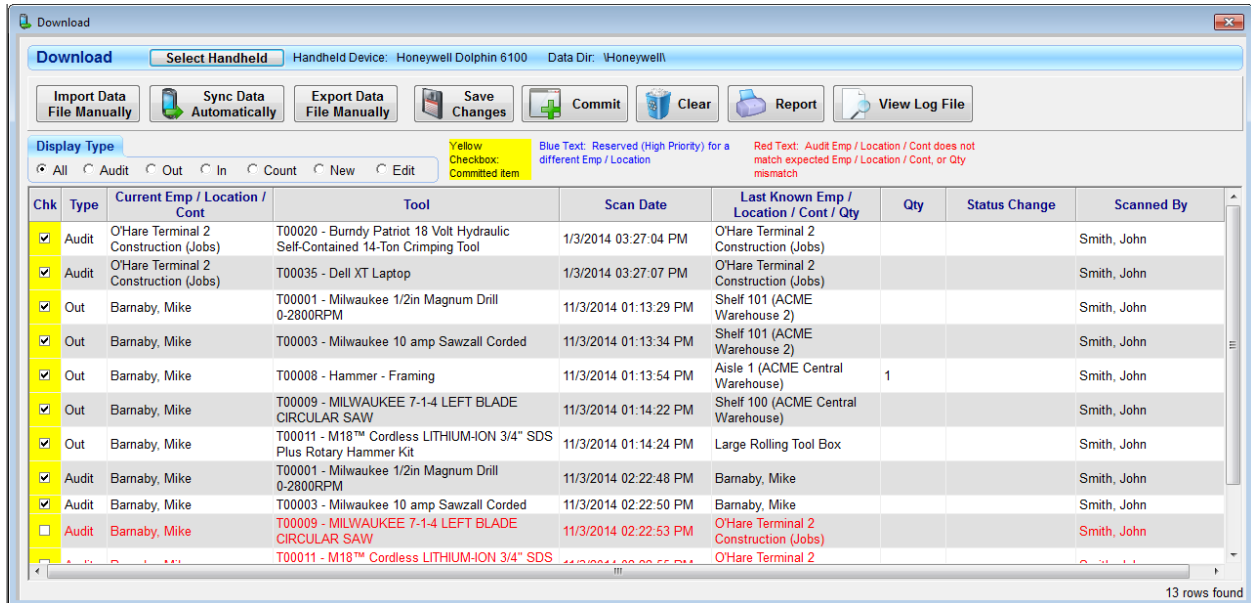 Download
Download
Select Handheld
Handheld Device: Honeywell Dolphin 6100 Data Dir: \Honeywell\
Import Data
File Manually
Sync Data
Automatically
Export Data
File Manually
Save
Changes
Commit
Clear
Report
View Log File
Display Type
All Audit Out In Count New Edit
Yellow
Checkbox:
Committed item
Blue Text: Reserved (High Priority) for a
different Emp / Location
Red Text: Audit Emp / Location / Cont does not
match expected Emp / Location / Cont, or Qty
mismatch
Chk Type Current Emp / Location /
Cont
Tool Scan Date Last Known Emp /
Location / Cont / Qty
Qty Status Change Scanned By
Audit O'Hare Terminal 2
Construction (Jobs)
T00020 - Burndy Patriot 18 Volt Hydraulic
Self-Contained 14-Ton Crimping Tool
1/3/2014 03:27:04 PM O'Hare Terminal 2
Construction (Jobs)
Smith, John
Audit O'Hare Terminal 2
Construction (Jobs)
T00035 - Dell XT Laptop 1/3/2014 03:27:07 PM O'Hare Terminal 2
Construction (Jobs)
Smith, John
Out Barnaby, Mike T00001 - Milwaukee 1/2in Magnum Drill
0-2800RPM
11/3/2014 01:13:29 PM Shelf 101 (ACME
Warehouse 2)
Smith, John
Out Barnaby, Mike T00003 - Milwaukee 10 amp Sawzall Corded 11/3/2014 01:13:34 PM Shelf 101 (ACME
Warehouse 2)
Smith, John
Out Barnaby, Mike T00008 - Hammer - Framing 11/3/2014 01:13:54 PM Aisle 1 (ACME Central
Warehouse)
1 Smith, John
Out Barnaby, Mike T00009 - MILWAUKEE 7-1-4 LEFT BLADE
CIRCULAR SAW
11/3/2014 01:14:22 PM Shelf 100 (ACME Central
Warehouse)
Smith, John
Out Barnaby, Mike T00011 - M18™ Cordless LITHIUM-ION 3/4" SDS
Plus Rotary Hammer Kit
11/3/2014 01:14:24 PM Large Rolling Tool Box Smith, John
Audit Barnaby, Mike T00001 - Milwaukee 1/2in Magnum Drill
0-2800RPM
11/3/2014 02:22:48 PM Barnaby, Mike Smith, John
Audit Barnaby, Mike T00003 - Milwaukee 10 amp Sawzall Corded 11/3/2014 02:22:50 PM Barnaby, Mike Smith, John
Audit Barnaby, Mike T00009 - MILWAUKEE 7-1-4 LEFT BLADE
CIRCULAR SAW
11/3/2014 02:22:53 PM O'Hare Terminal 2
Construction (Jobs)
Smith, John
T00011 - M18™ Cordless LITHIUM-ION 3/4" SDS
O'Hare Terminal 2
13 rows found